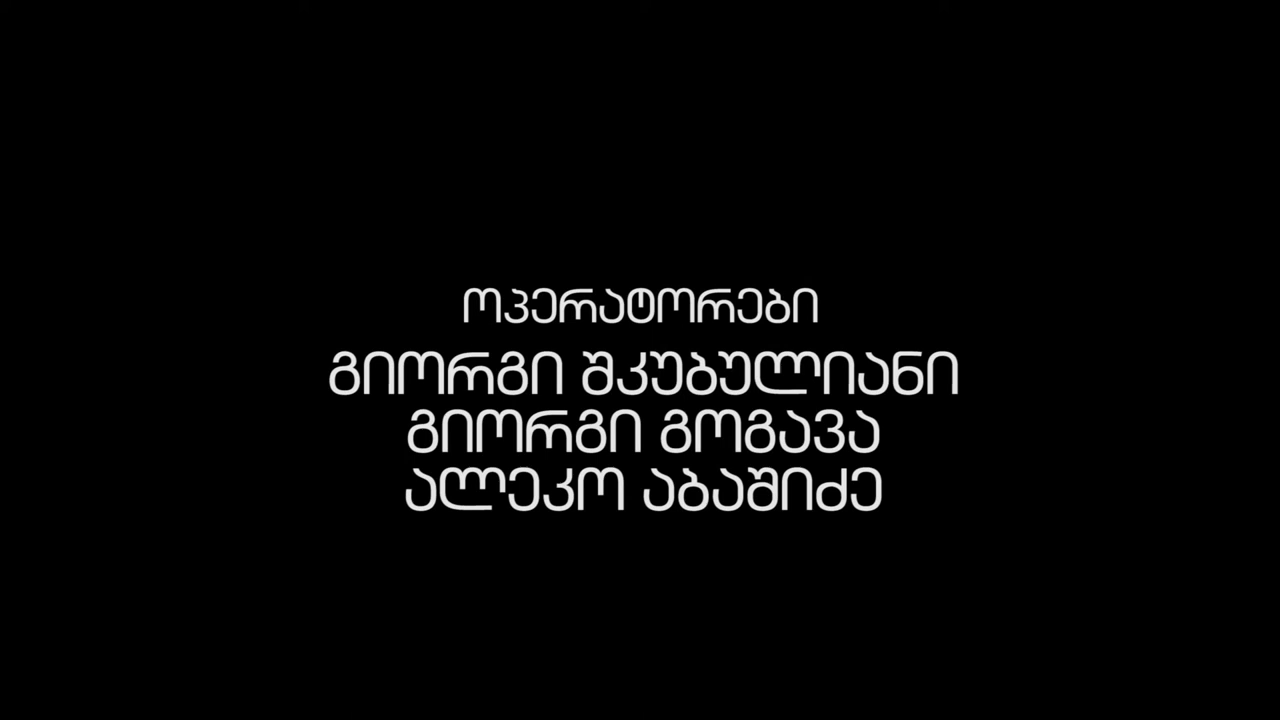 ოპერატორები
გიორგი შკუბულიანი
გიორგი გოგავა
ალეკო აბაშიძე